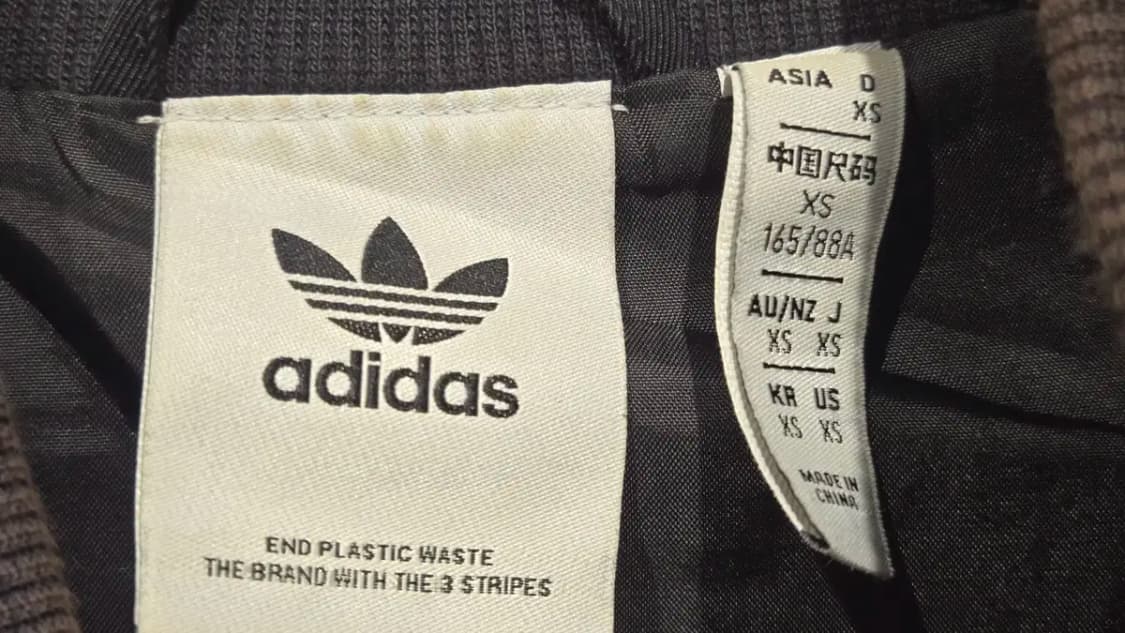 adidas
END PLASTIC WASTE
THE BRAND WITH THE 3 STRIPES
ASIA D
XS
中国尺码
XS
165/88A
AU/NZ J
XS XS
KR US
XS XS
MADE IN
CHINA